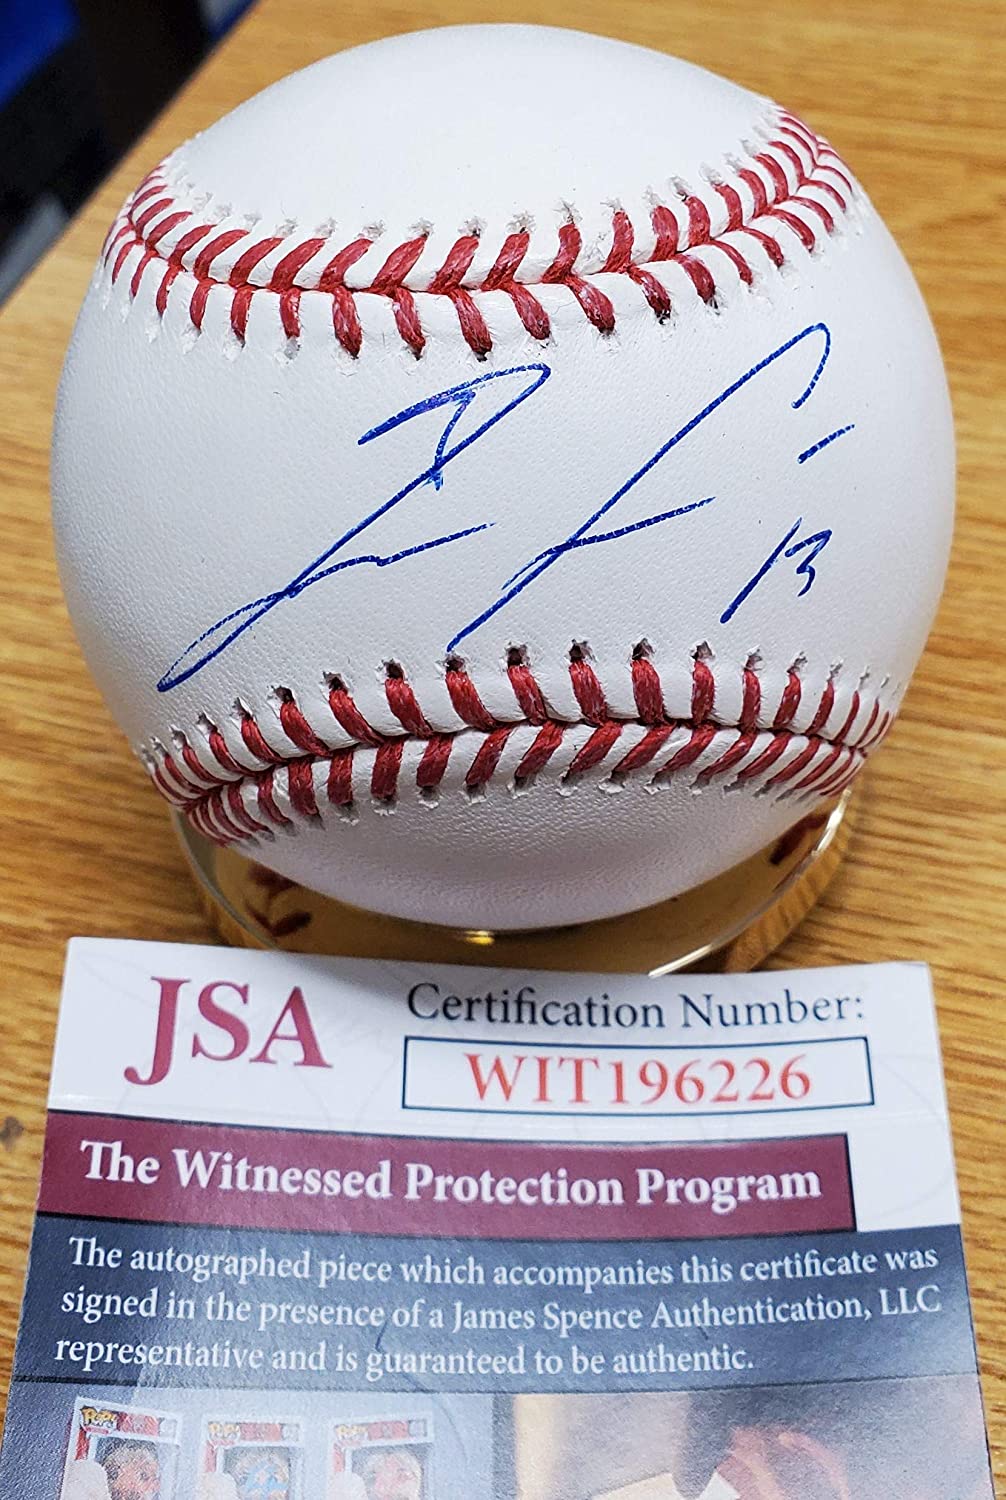 13
JSA
Certification Number:
WIT196226
The Witnessed Protection Program
The autographed piece which accompanies this certificate was
signed in the presence of a James Spence Authentication, LLC
representative and is guaranteed to be authentic.
POP!